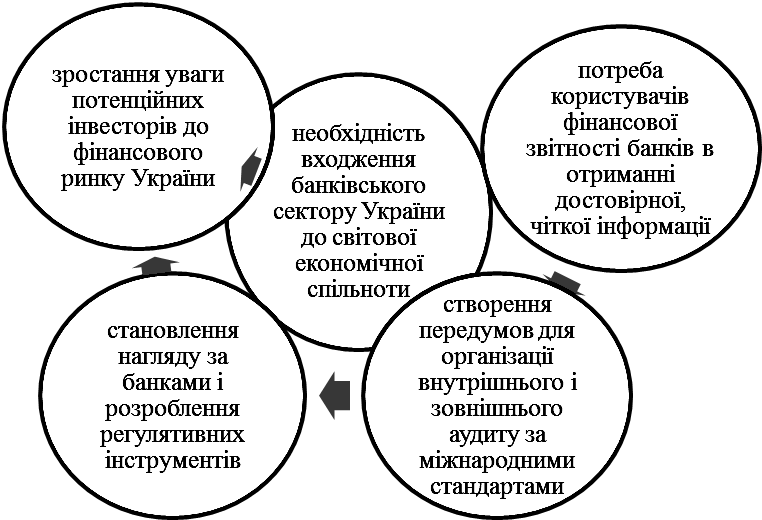 зростання уваги
потенційних
інвесторів до
фінансового
ринку України
необхідність
входження
банківського
сектору України
до світової
економічної
спільноти
потреба
користувачів
фінансової
звітності банків в
отриманні
достовірної,
чіткої інформації
становлення
нагляду за
банками і
розроблення
регулятивних
інструментів
створення
передумов для
організації
внутрішнього і
зовнішнього
аудиту за
міжнародними
стандартами